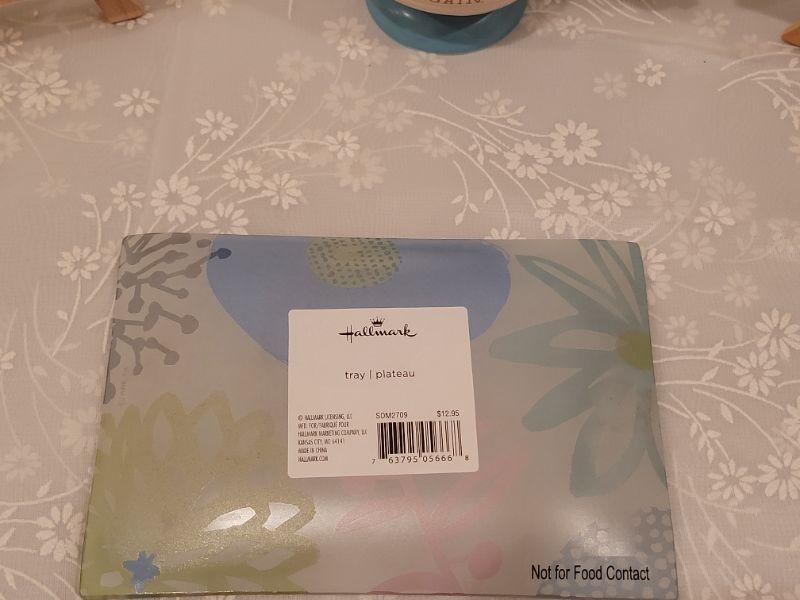 Hallmark
tray | plateau
© HALLMARK LICENSING, LLC
MFD. FOR/FABRIQUÉ POUR
HALLMARK MARKETING COMPANY, LLC
KANSAS CITY, MO 64141
MADE IN CHINA
HALLMARK.COM
SDM2709 $12.95
7 63795 05666 8
Not for Food Contact